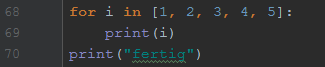 68 for i in [1, 2, 3, 4, 5]:
69     print(i)
70 print("fertig")